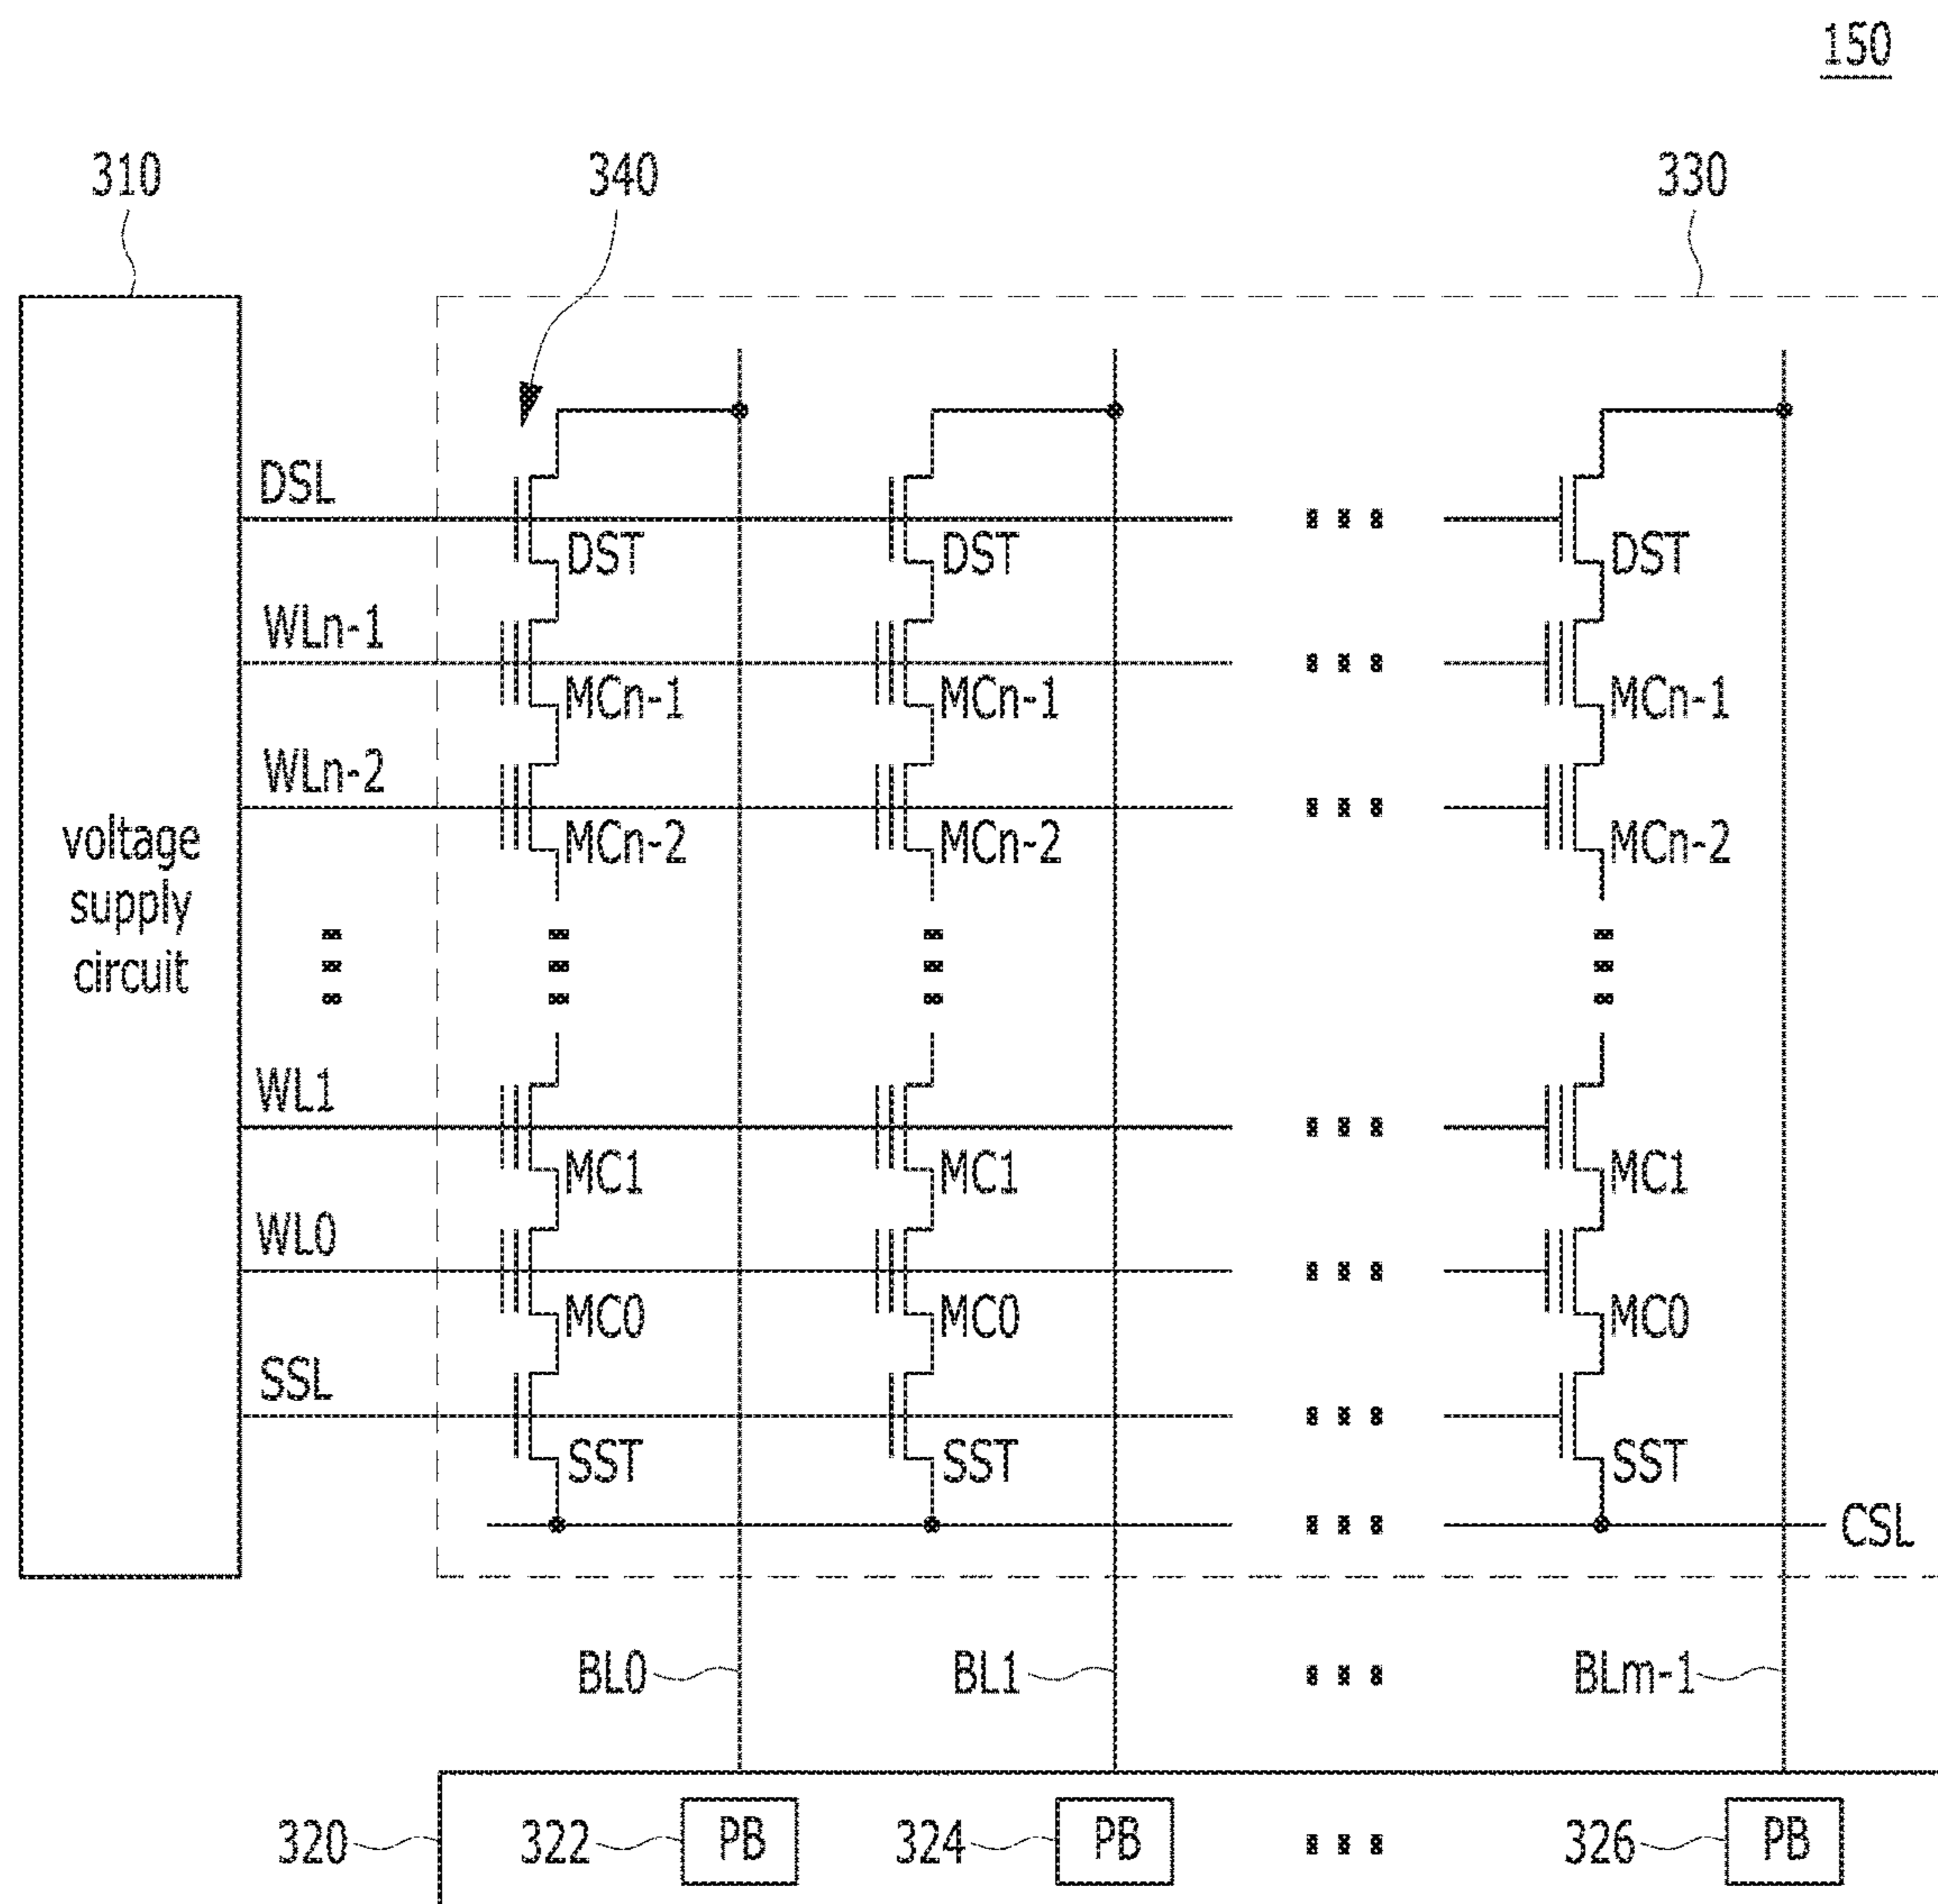 150
310
340
330
DSL
DST DST DST
WLn-1
MCn-1 MCn-1 MCn-1
WLn-2
MCn-2 MCn-2 MCn-2
voltage
supply
circuit
WL1
MC1 MC1 MC1
WL0
MC0 MC0 MC0
SSL
SST SST SST
CSL
BL0 BL1 BLm-1
320 322 PB 324 PB 326 PB